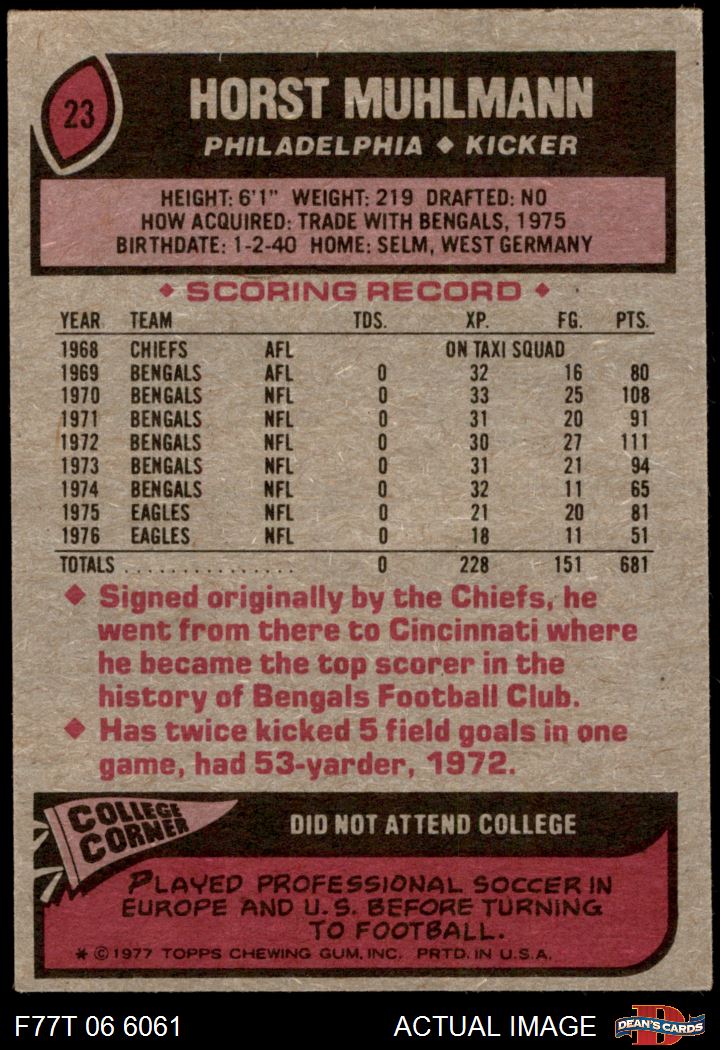 23
HORST MUHLMANN
PHILADELPHIA ◆ KICKER
HEIGHT: 6'1" WEIGHT: 219 DRAFTED: NO
HOW ACQUIRED: TRADE WITH BENGALS, 1975
BIRTHDATE: 1-2-40 HOME: SELM, WEST GERMANY
◆ SCORING RECORD ◆
YEAR TEAM TDS. XP. FG. PTS.
1968 CHIEFS AFL ON TAXI SQUAD
1969 BENGALS AFL 0 32 16 80
1970 BENGALS NFL 0 33 25 108
1971 BENGALS NFL 0 31 20 91
1972 BENGALS NFL 0 30 27 111
1973 BENGALS NFL 0 31 21 94
1974 BENGALS NFL 0 32 11 65
1975 EAGLES NFL 0 21 20 81
1976 EAGLES NFL 0 18 11 51
TOTALS . . . . . . . . . . . . . . . 0 228 151 681
◆ Signed originally by the Chiefs, he
went from there to Cincinnati where
he became the top scorer in the
history of Bengals Football Club.
◆ Has twice kicked 5 field goals in one
game, had 53-yarder, 1972.
COLLEGE
CORNER
DID NOT ATTEND COLLEGE
PLAYED PROFESSIONAL SOCCER IN
EUROPE AND U.S. BEFORE TURNING
TO FOOTBALL.
* © 1977 TOPPS CHEWING GUM, INC. PRTD. IN U.S.A.
F77T 06 6061 ACTUAL IMAGE
DEAN'S CARDS